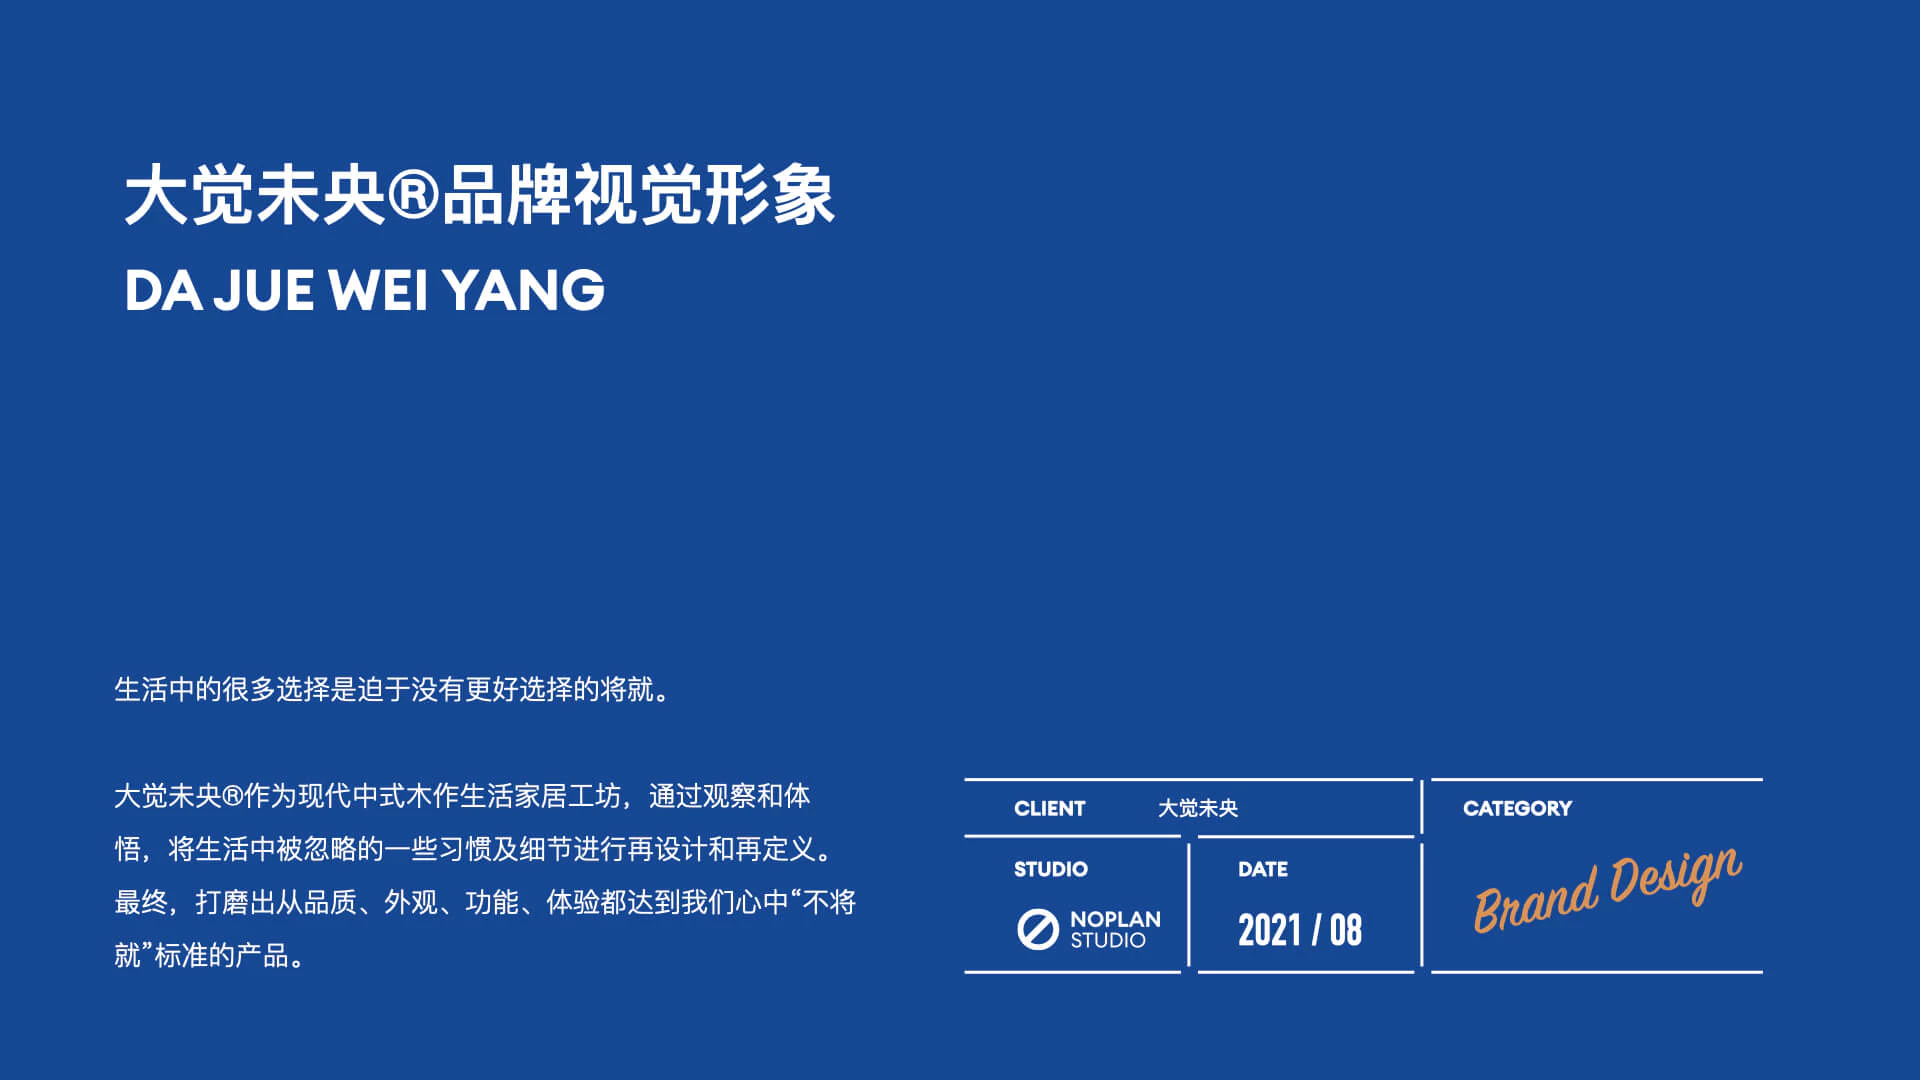 大觉未央®品牌视觉形象
DA JUE WEI YANG
生活中的很多选择是迫于没有更好选择的将就。
大觉未央®作为现代中式木作生活家居工坊，通过观察和体
悟，将生活中被忽略的一些习惯及细节进行再设计和再定义。
最终，打磨出从品质、外观、功能、体验都达到我们心中“不将
就”标准的产品。
CLIENT 大觉未央
STUDIO
NOPLAN
STUDIO
DATE
2021 / 08
CATEGORY
Brand Design